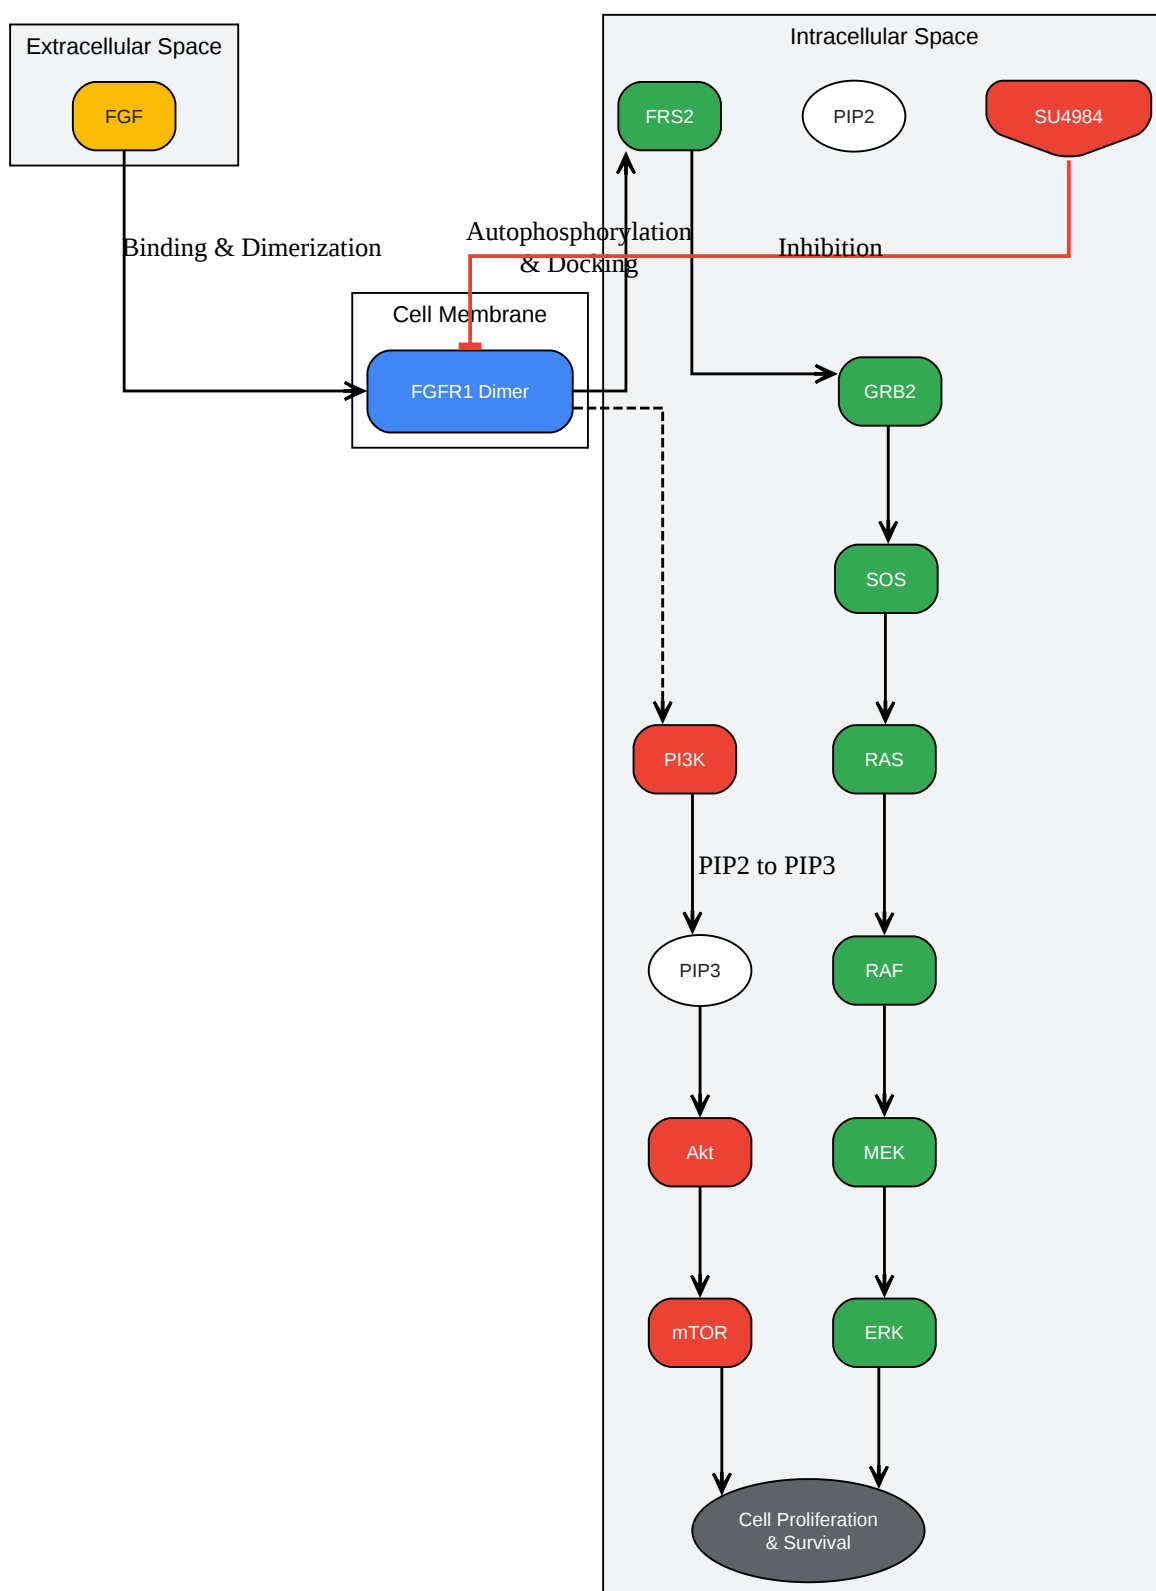 Extracellular Space
Intracellular Space
FGF
FRS2
PIP2
SU4984
Binding & Dimerization
Autophosphorylation
& Docking
Inhibition
Cell Membrane
FGFR1 Dimer
GRB2
SOS
PI3K
RAS
PIP2 to PIP3
PIP3
RAF
Akt
MEK
mTOR
ERK
Cell Proliferation
& Survival